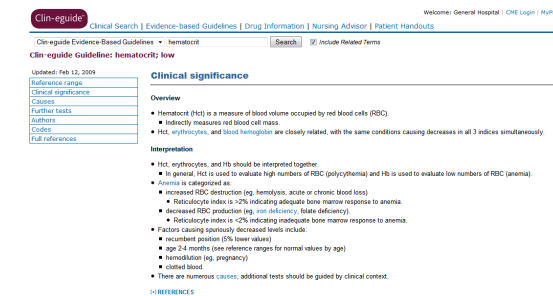 Welcome: General Hospital | CME Login | MyP
Clin-eguide
Clinical Search | Evidence-based Guidelines | Drug Information | Nursing Advisor | Patient Handouts
Clin-eguide Evidence-Based Guidelines hematocrit Search Include Related Terms
Clin-eguide Guideline: hematocrit; low
Updated: Feb 12, 2009
Reference range
Clinical significance
Causes
Further tests
Authors
Codes
Full references
Clinical significance
Overview
• Hematocrit (Hct) is a measure of blood volume occupied by red blood cells (RBC).
■ Indirectly measures red blood cell mass.
• Hct, erythrocytes, and blood hemoglobin are closely related, with the same conditions causing decreases in all 3 indices simultaneously.
Interpretation
• Hct, erythrocytes, and Hb should be interpreted together.
■ In general, Hct is used to evaluate high numbers of RBC (polycythemia) and Hb is used to evaluate low numbers of RBC (anemia).
• Anemia is categorized as:
■ increased RBC destruction (eg, hemolysis, acute or chronic blood loss)
• Reticulocyte index is >2% indicating adequate bone marrow response to anemia.
■ decreased RBC production (eg, iron deficiency, folate deficiency).
• Reticulocyte index is <2% indicating inadequate bone marrow response to anemia.
• Factors causing spuriously decreased levels include:
■ recumbent position (5% lower values)
■ age 2-4 months (see reference ranges for normal values by age)
■ hemodilution (eg, pregnancy)
■ clotted blood.
• There are numerous causes; additional tests should be guided by clinical context.
[+] REFERENCES